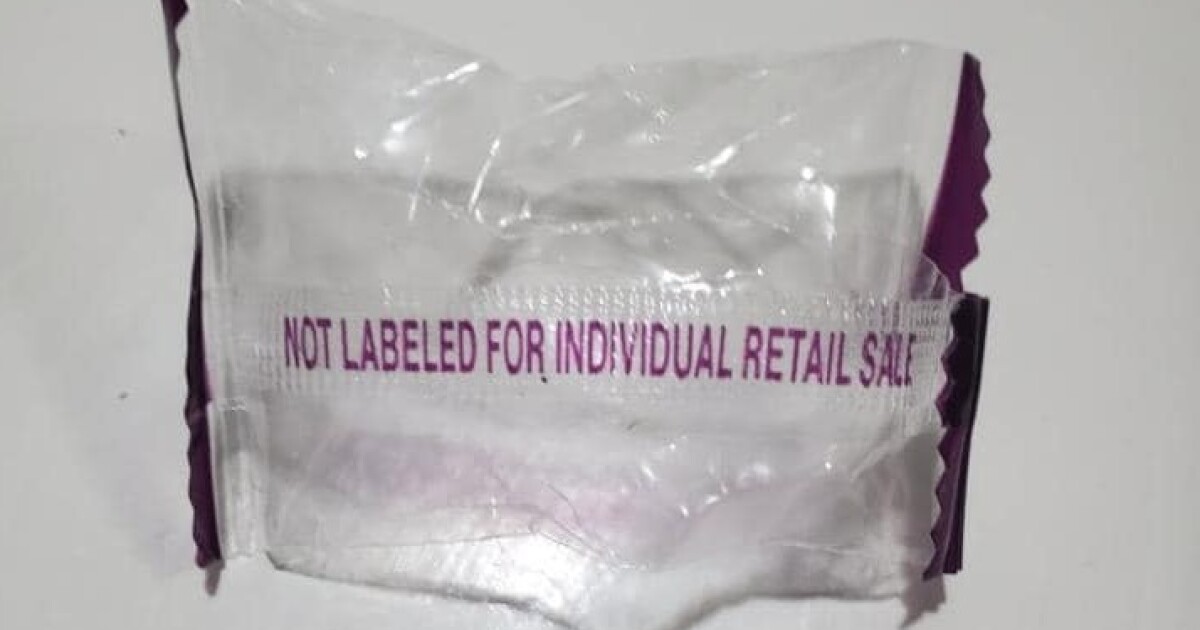 NOT LABELED FOR INDIVIDUAL RETAIL SALE